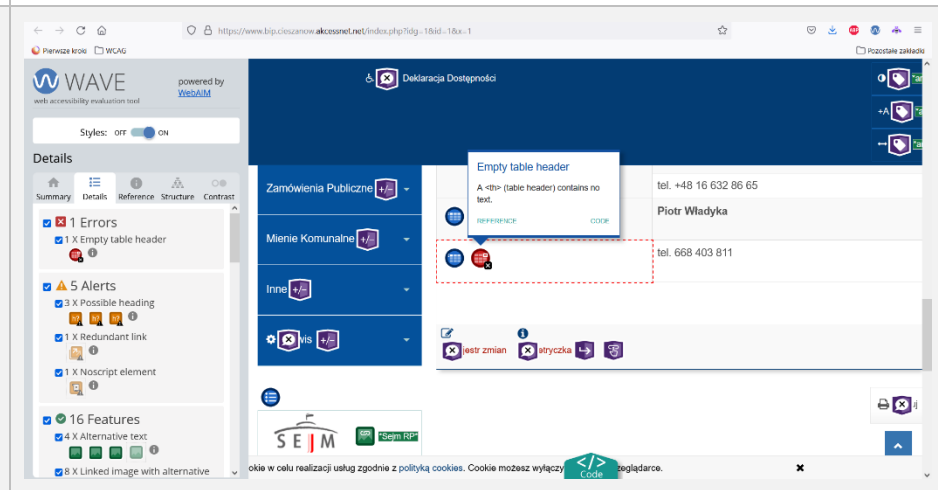 https://www.bip.cieszanow.akcessnet.net/index.php?idg=1&id=1&x=1
Pierwsze kroki
WCAG
Pozostałe zakładki
WAVE
web accessibility evaluation tool
powered by
WebAIM
Styles: OFF ON
Details
Summary Details Reference Structure Contrast
1 Errors
1 X Empty table header
5 Alerts
3 X Possible heading
1 X Redundant link
1 X Noscript element
16 Features
4 X Alternative text
8 X Linked image with alternative
Deklaracja Dostępności
+A
Zamówienia Publiczne +/-
Mienie Komunalne +/-
Inne +/-
vis +/-
Empty table header
A <th> (table header) contains no
text.
REFERENCE CODE
tel. +48 16 632 86 65
Piotr Władyka
tel. 668 403 811
jestr zmian
etryczka
SEJM
"Sejm RP"
okie w celu realizacji usług zgodnie z polityką cookies. Cookie możesz wyłączy
zeglądarce.
</>
Code